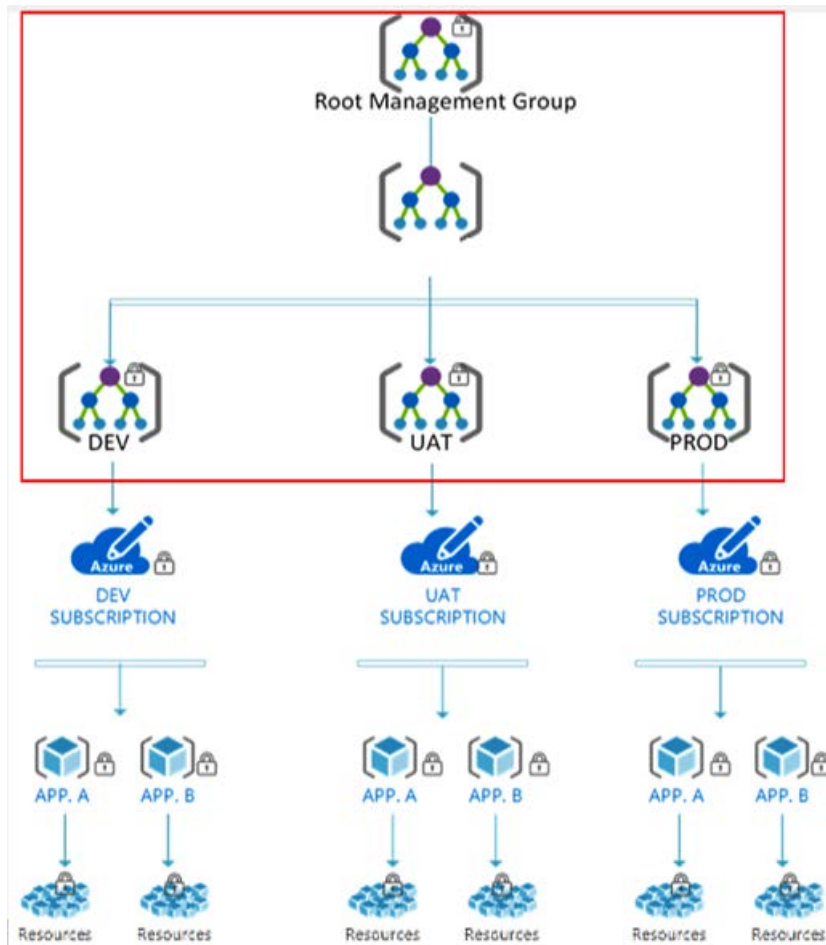 Root Management Group
DEV
UAT
PROD
Azure
Azure
Azure
DEV
SUBSCRIPTION
UAT
SUBSCRIPTION
PROD
SUBSCRIPTION
APP. A
APP. B
APP. A
APP. B
APP. A
APP. B
Resources
Resources
Resources
Resources
Resources
Resources